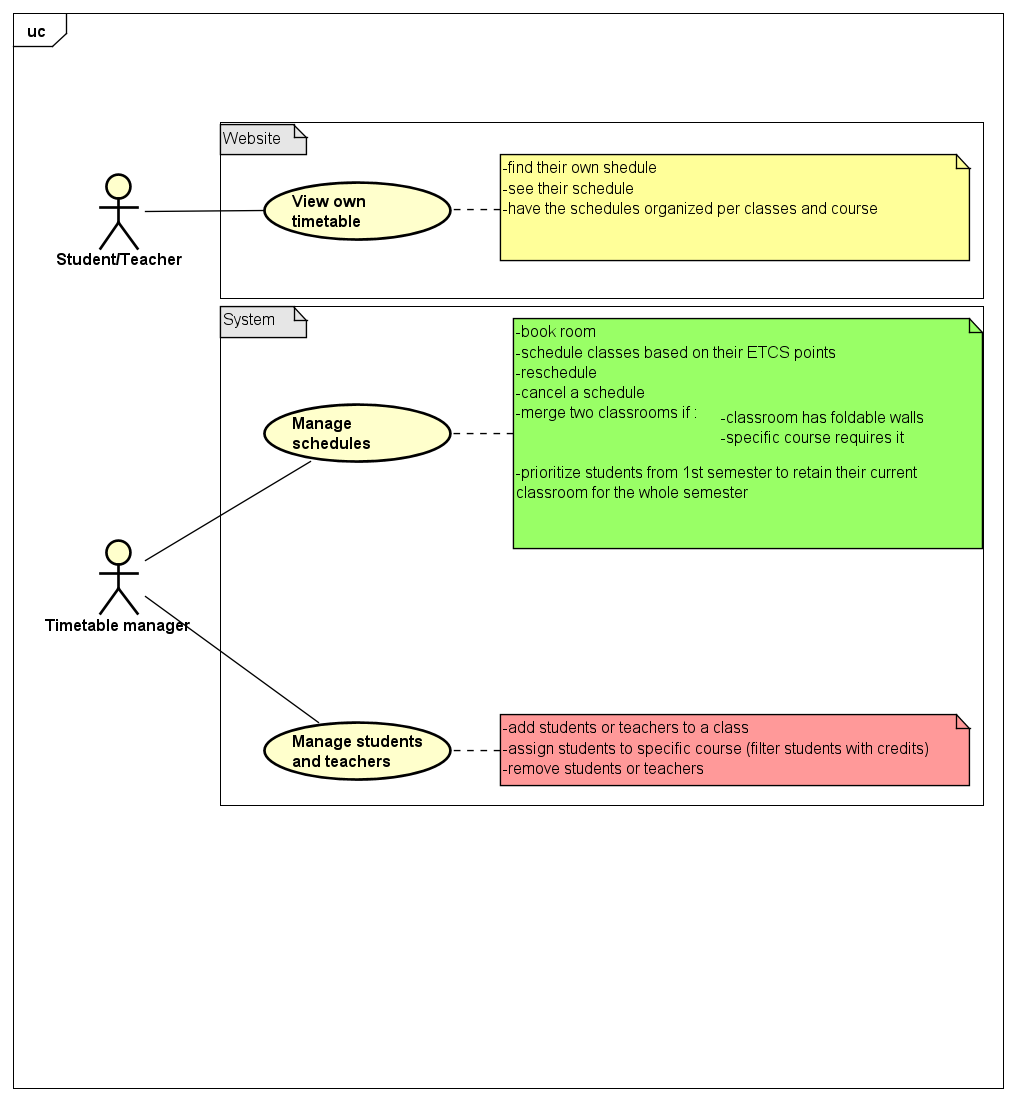 uc
Website
-find their own shedule
-see their schedule
-have the schedules organized per classes and course
View own
timetable
Student/Teacher
System
-book room
-schedule classes based on their ETCS points
-reschedule
-cancel a schedule
-merge two classrooms if :
-classroom has foldable walls
-specific course requires it
-prioritize students from 1st semester to retain their current
classroom for the whole semester
Manage
schedules
Timetable manager
Manage students
and teachers
-add students or teachers to a class
-assign students to specific course (filter students with credits)
-remove students or teachers